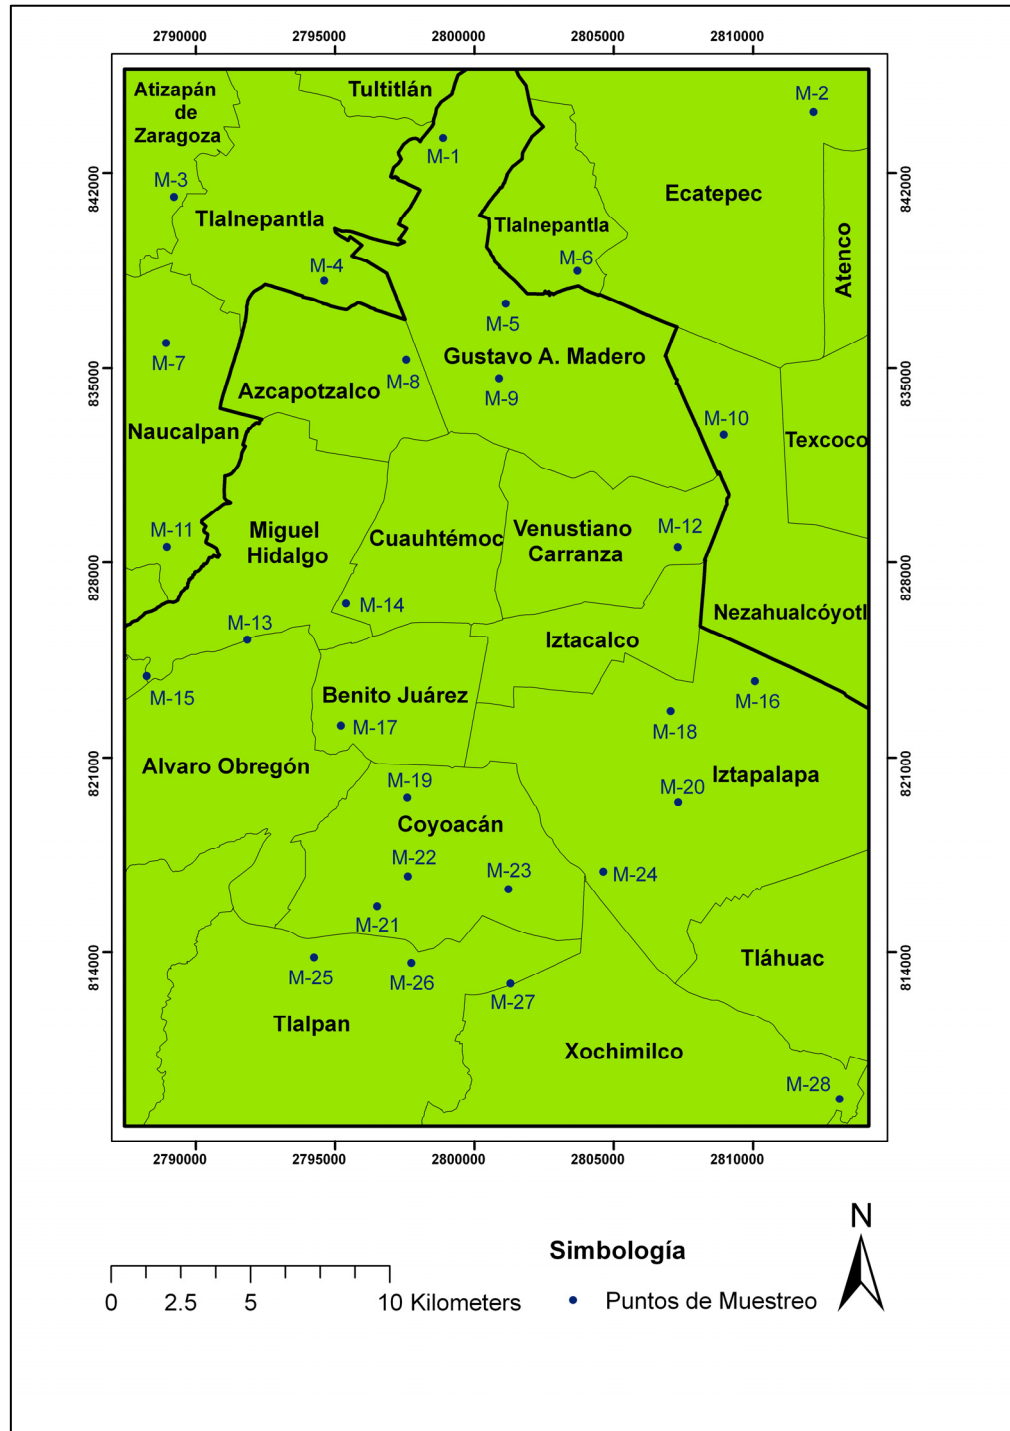 2790000 2795000 2800000 2805000 2810000
Atizapán
de
Zaragoza
Tultitlán
M-2
M-1
842000
842000
M-3
Ecatepec
Tlalnepantla
Tlalnepantla
Atenco
M-4
M-6
M-5
M-7
Gustavo A. Madero
835000
835000
M-8
Azcapotzalco
M-9
M-10
Naucalpan
Texcoco
M-11
Miguel
Hidalgo
Cuauhtémoc
Venustiano
Carranza
M-12
828000
828000
M-14
Nezahualcóyotl
M-13
Iztacalco
M-15
Benito Juárez
M-16
M-17
M-18
821000
821000
Alvaro Obregón
M-19
M-20
Iztapalapa
Coyoacán
M-22
M-23
M-24
M-21
814000
814000
Tláhuac
M-25
M-26
M-27
Tlalpan
Xochimilco
M-28
2790000 2795000 2800000 2805000 2810000
N
Simbología
0 2.5 5 10 Kilometers
Puntos de Muestreo